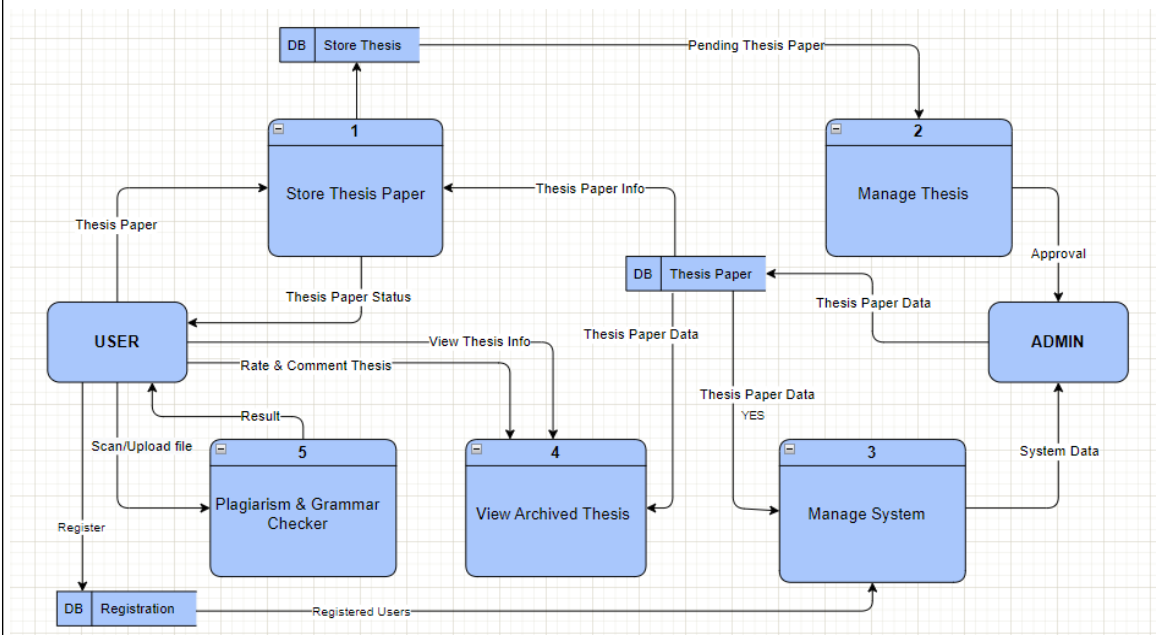 DB Store Thesis
Pending Thesis Paper
1
2
Store Thesis Paper
Thesis Paper Info
Manage Thesis
Thesis Paper
Approval
DB Thesis Paper
Thesis Paper Status
Thesis Paper Data
USER
View Thesis Info
Thesis Paper Data
ADMIN
Rate & Comment Thesis
Thesis Paper Data
YES
Result
Scan/Upload file
5
4
3
System Data
Plagiarism & Grammar
Checker
View Archived Thesis
Manage System
Register
DB Registration
Registered Users